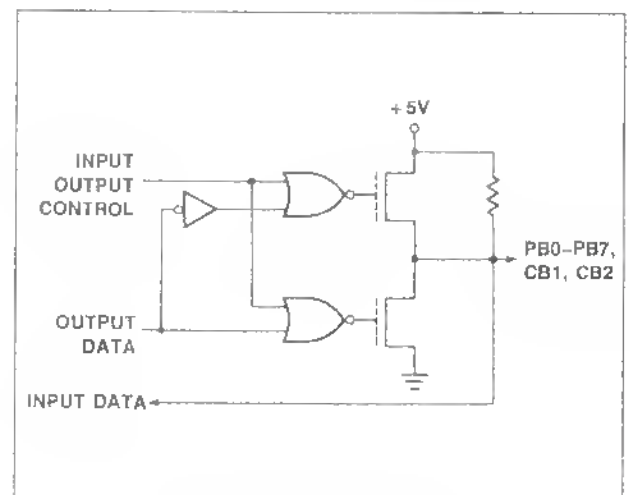 +5V
INPUT
OUTPUT
CONTROL
PB0-PB7,
CB1, CB2
OUTPUT
DATA
INPUT DATA